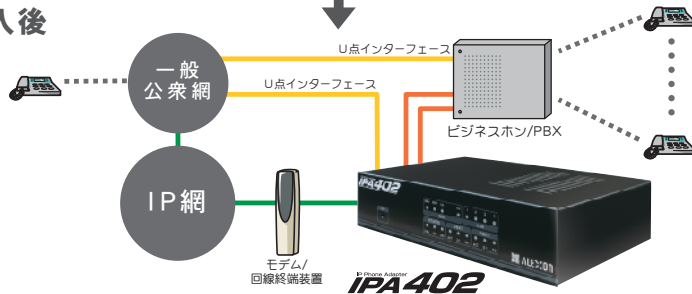 入後
U点インターフェース
一般
公衆網
U点インターフェース
ビジネスホン/PBX
IP網
IPA402
ALEXON
モデム/
回線終端装置
IP Phone Adapter
IPA402